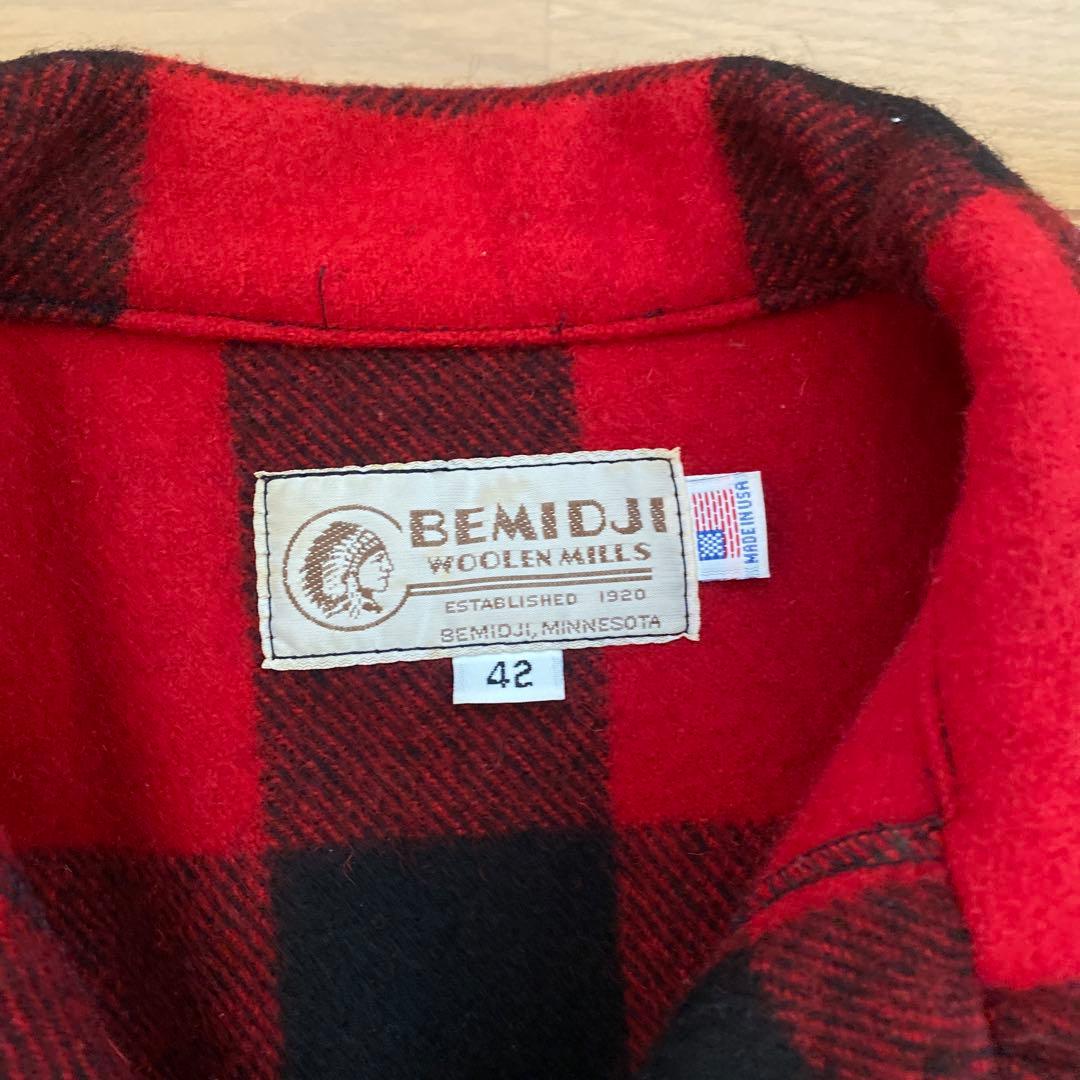 BEMIDJI
WOOLEN MILLS
ESTABLISHED 1920
BEMIDJI, MINNESOTA
MADE IN USA
42